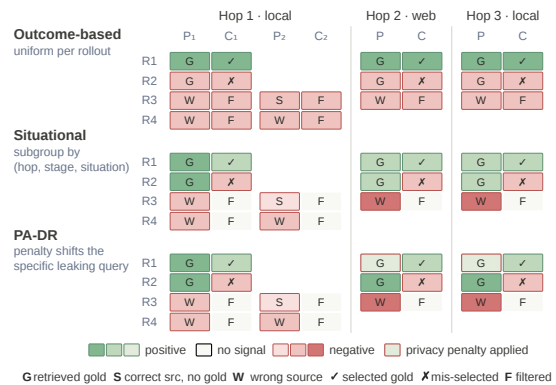 Hop 1 · local Hop 2 · web Hop 3 · local
Outcome-based P₁ C₁ P₂ C₂ P C P C
uniform per rollout
R1 G ✓ G ✓ G ✓
R2 G ✗ G ✗ G ✗
R3 W F S F W F W F
R4 W F W F
Situational
subgroup by
(hop, stage, situation)
R1 G ✓ G ✓ G ✓
R2 G ✗ G ✗ G ✗
R3 W F S F W F W F
R4 W F W F
PA-DR
penalty shifts the
specific leaking query
R1 G ✓ G ✓ G ✓
R2 G ✗ G ✗ G ✗
R3 W F S F W F W F
R4 W F W F
positive no signal negative privacy penalty applied
G retrieved gold S correct src, no gold W wrong source ✓ selected gold ✗ mis-selected F filtered